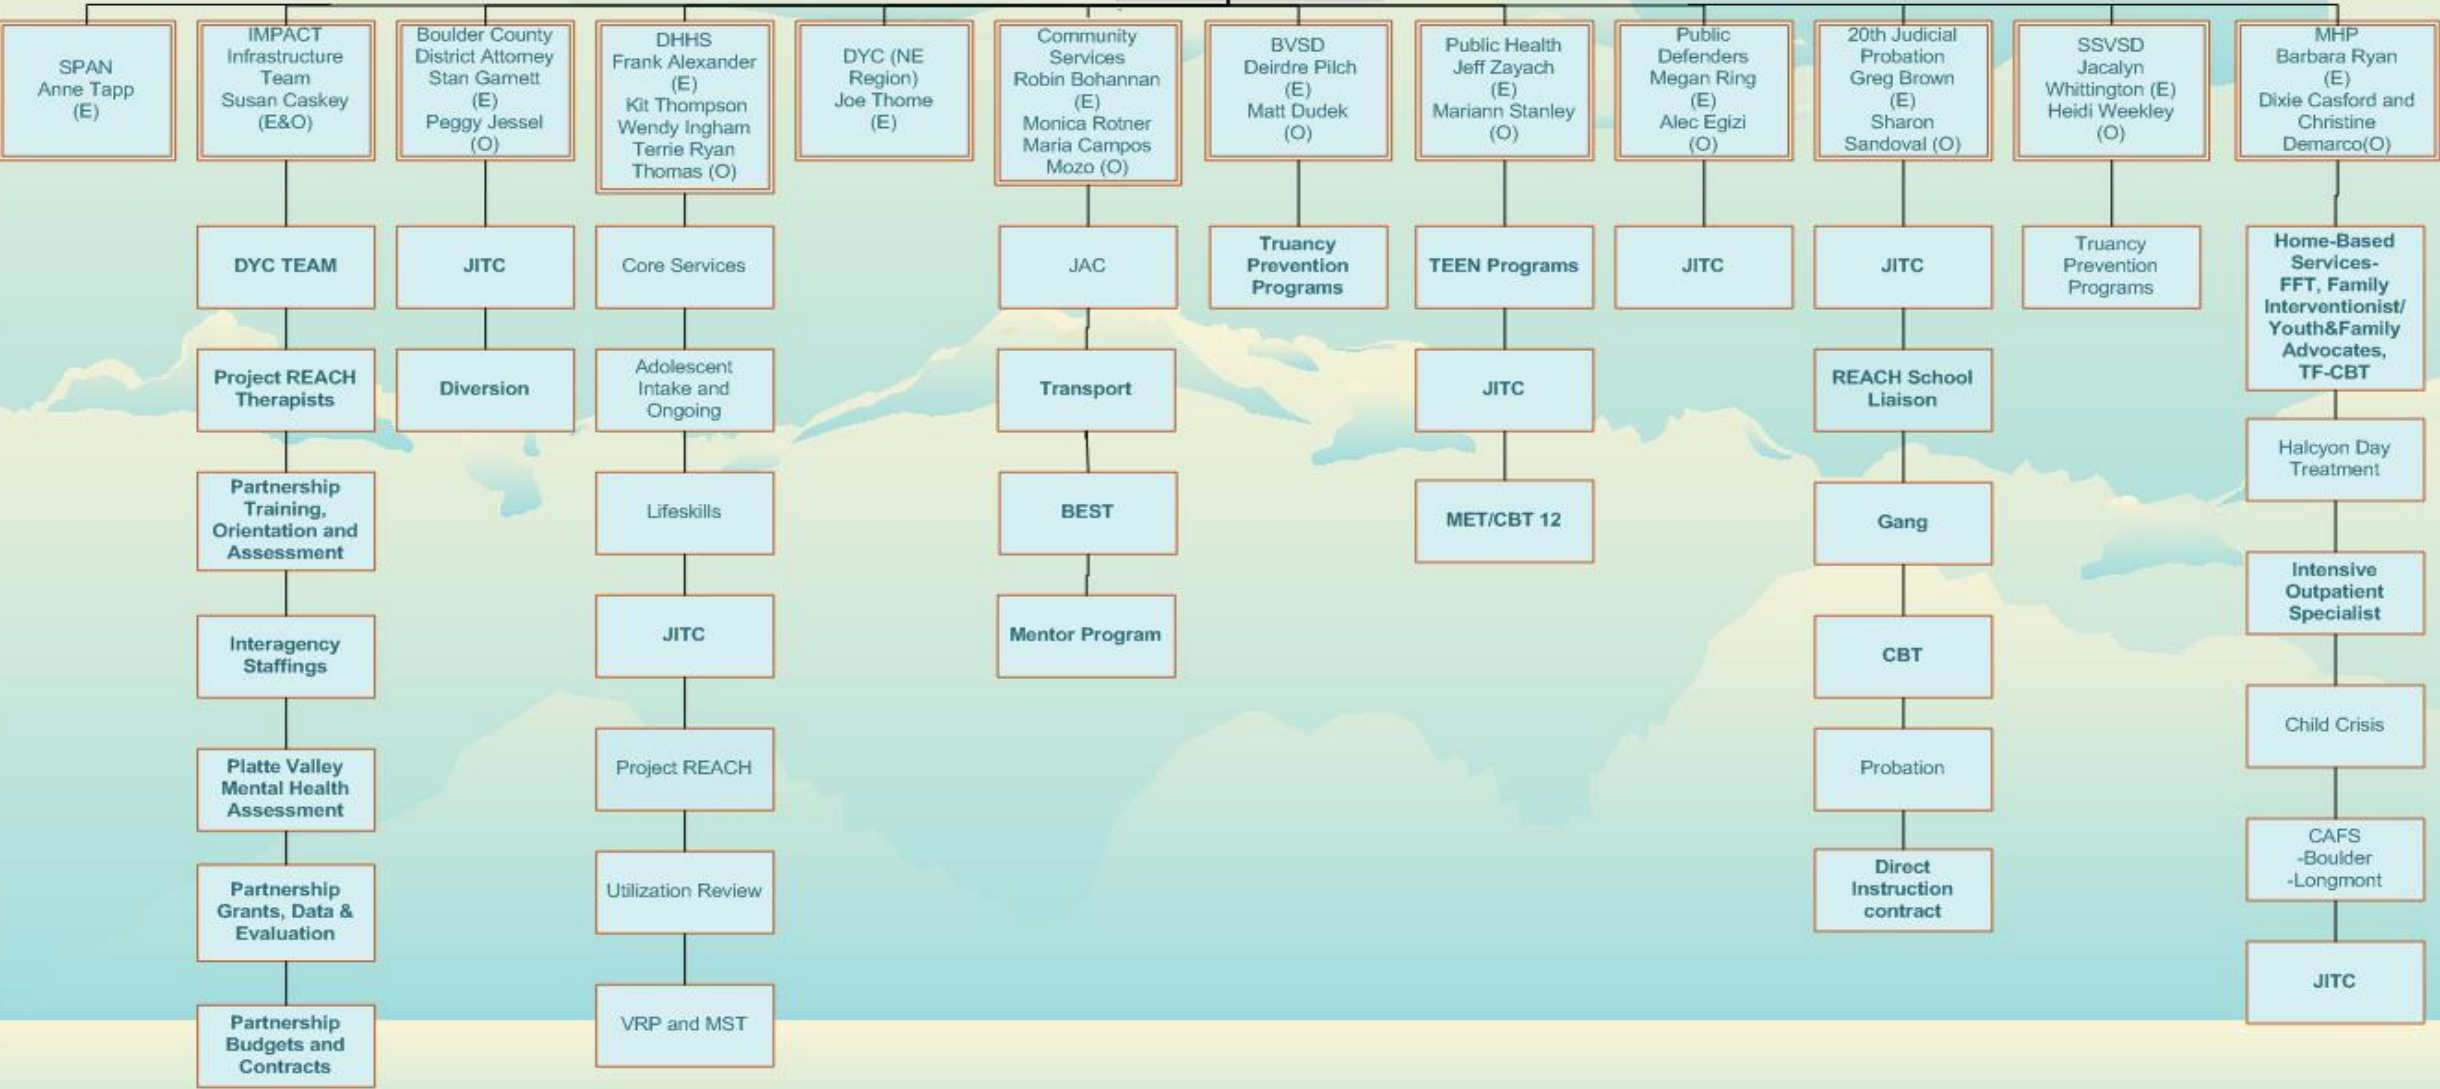 SPAN
Anne Tapp
(E)
IMPACT
Infrastructure
Team
Susan Caskey
(E&O)
DYC TEAM
Project REACH
Therapists
Partnership
Training,
Orientation and
Assessment
Interagency
Staffings
Platte Valley
Mental Health
Assessment
Partnership
Grants, Data &
Evaluation
Partnership
Budgets and
Contracts
Boulder County
District Attorney
Stan Garnett
(E)
Peggy Jessel
(O)
JITC
Diversion
DHHS
Frank Alexander
(E)
Kit Thompson
Wendy Ingham
Terrie Ryan
Thomas (O)
Core Services
Adolescent
Intake and
Ongoing
Lifeskills
JITC
Project REACH
Utilization Review
VRP and MST
DYC (NE
Region)
Joe Thome
(E)
Community
Services
Robin Bohannan
(E)
Monica Rotner
Maria Campos
Mozo (O)
JAC
Transport
BEST
Mentor Program
BVSD
Deirdre Pilch
(E)
Matt Dudek
(O)
Truancy
Prevention
Programs
Public Health
Jeff Zayach
(E)
Mariann Stanley
(O)
TEEN Programs
JITC
MET/CBT 12
Public
Defenders
Megan Ring
(E)
Alec Egizi
(O)
JITC
20th Judicial
Probation
Greg Brown
(E)
Sharon
Sandoval (O)
JITC
REACH School
Liaison
Gang
CBT
Probation
Direct
Instruction
contract
SSVSD
Jacalyn
Whittington (E)
Heidi Weekley
(O)
Truancy
Prevention
Programs
MHP
Barbara Ryan
(E)
Dixie Casford and
Christine
Demarco(O)
Home-Based
Services-
FFT, Family
Interventionist/
Youth&Family
Advocates,
TF-CBT
Halcyon Day
Treatment
Intensive
Outpatient
Specialist
Child Crisis
CAFS
-Boulder
-Longmont
JITC